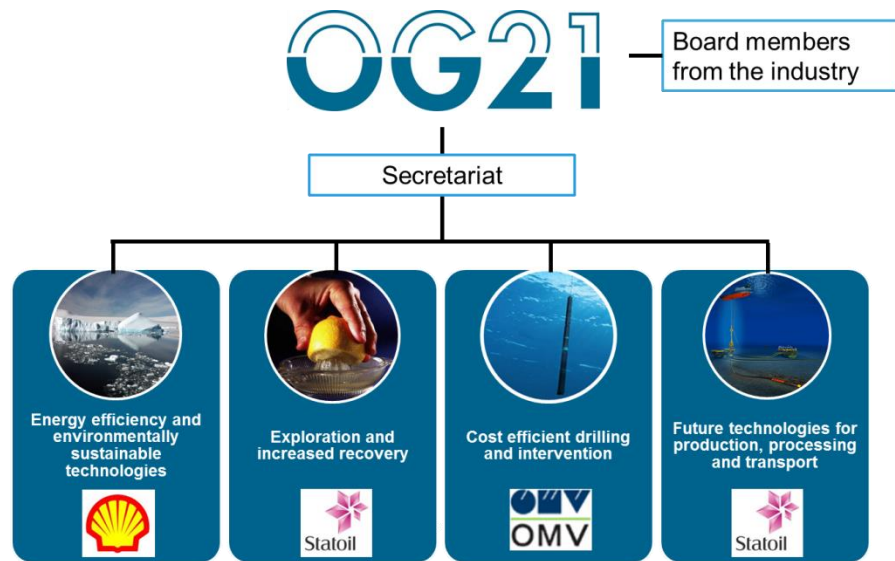 OG21
Board members
from the industry
Secretariat
Energy efficiency and
environmentally
sustainable
technologies
Exploration and
increased recovery
Cost efficient drilling
and intervention
Future technologies for
production, processing
and transport
Statoil
OMV
OMV
Statoil